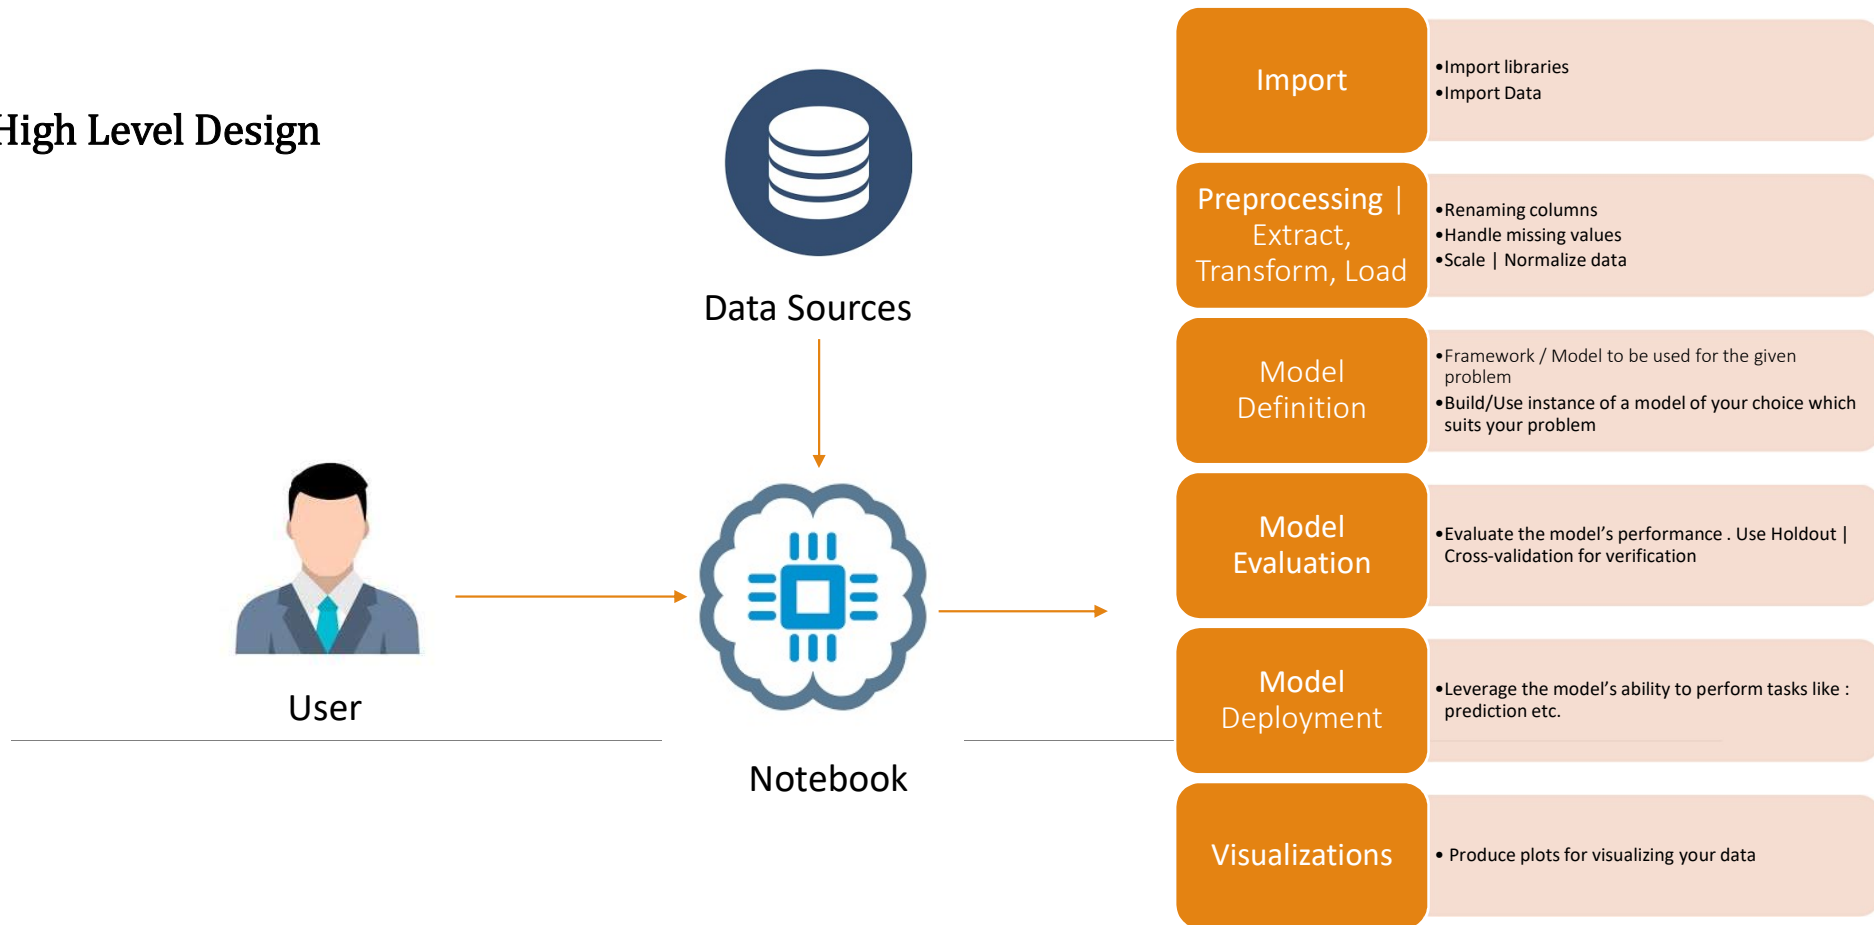 High Level Design
Data Sources
User
Notebook
Import
•Import libraries
•Import Data
Preprocessing |
Extract,
Transform, Load
•Renaming columns
•Handle missing values
•Scale | Normalize data
Model
Definition
•Framework / Model to be used for the given
problem
•Build/Use instance of a model of your choice which
suits your problem
Model
Evaluation
•Evaluate the model’s performance . Use Holdout |
Cross-validation for verification
Model
Deployment
•Leverage the model’s ability to perform tasks like :
prediction etc.
Visualizations
• Produce plots for visualizing your data